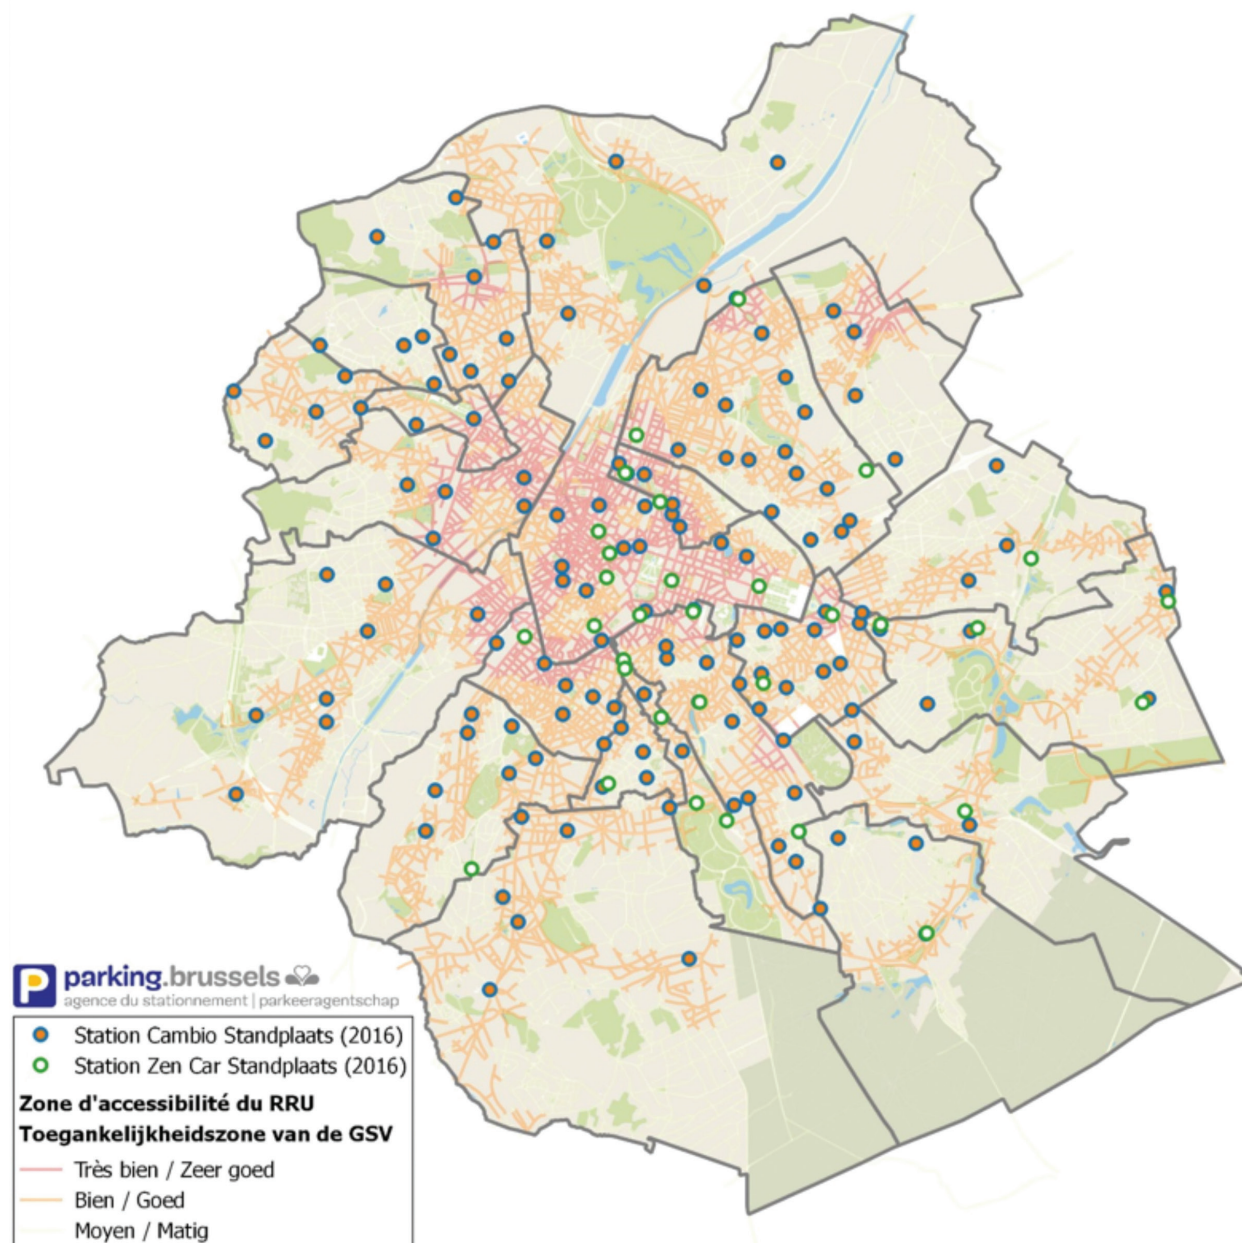 parking.brussels
agence du stationnement | parkeeragentschap
Station Cambio Standplaats (2016)
Station Zen Car Standplaats (2016)
Zone d'accessibilité du RRU
Toegankelijkheidszone van de GSV
Très bien / Zeer goed
Bien / Goed
Moyen / Matig